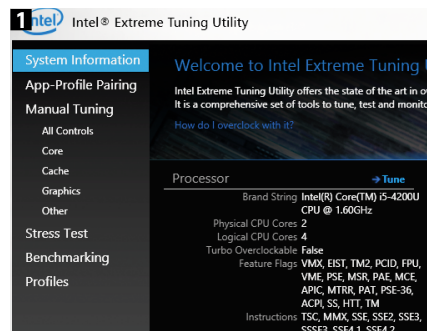 1
intel Intel® Extreme Tuning Utility
System Information
App-Profile Pairing
Manual Tuning
All Controls
Core
Cache
Graphics
Other
Stress Test
Benchmarking
Profiles
Welcome to Intel Extreme Tuning
Intel Extreme Tuning Utility offers the state of the art in
It is a comprehensive set of tools to tune, test and
How do I overclock with it?
Processor
➔Tune
Brand String Intel(R) Core(TM) i5-4200U
CPU @ 1.60GHz
Physical CPU Cores 2
Logical CPU Cores 4
Turbo Overclockable False
Feature Flags VMX, EIST, TM2, PCID, FPU,
VME, PSE, MSR, PAE, MCE,
APIC, MTRR, PAT, PSE-36,
ACPI, SS, HTT, TM
Instructions TSC, MMX, SSE, SSE2, SSE3,
SSSE3, SSE4.1, SSE4.2